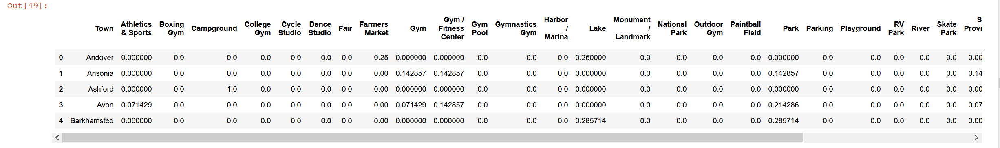 Out[49]:
Town Athletics & Sports Boxing Gym Campground College Gym Cycle Studio Dance Studio Fair Farmers Market Gym Gym / Fitness Center Gym Pool Gymnastics Gym Harbor / Marina Lake Monument / Landmark National Park Outdoor Gym Paintball Field Park Parking Playground RV Park River Skate Park S Provi
0 Andover 0.000000 0.0 0.0 0.0 0.0 0.0 0.0 0.25 0.000000 0.000000 0.0 0.0 0.0 0.250000 0.0 0.0 0.0 0.0 0.000000 0.0 0.0 0.0 0.0 0.0 0.00
1 Ansonia 0.000000 0.0 0.0 0.0 0.0 0.0 0.0 0.00 0.142857 0.142857 0.0 0.0 0.0 0.000000 0.0 0.0 0.0 0.0 0.142857 0.0 0.0 0.0 0.0 0.0 0.14
2 Ashford 0.000000 0.0 1.0 0.0 0.0 0.0 0.0 0.00 0.000000 0.000000 0.0 0.0 0.0 0.000000 0.0 0.0 0.0 0.0 0.000000 0.0 0.0 0.0 0.0 0.0 0.00
3 Avon 0.071429 0.0 0.0 0.0 0.0 0.0 0.0 0.00 0.071429 0.142857 0.0 0.0 0.0 0.000000 0.0 0.0 0.0 0.0 0.214286 0.0 0.0 0.0 0.0 0.0 0.07
4 Barkhamsted 0.000000 0.0 0.0 0.0 0.0 0.0 0.0 0.00 0.000000 0.000000 0.0 0.0 0.0 0.285714 0.0 0.0 0.0 0.0 0.285714 0.0 0.0 0.0 0.0 0.0 0.00